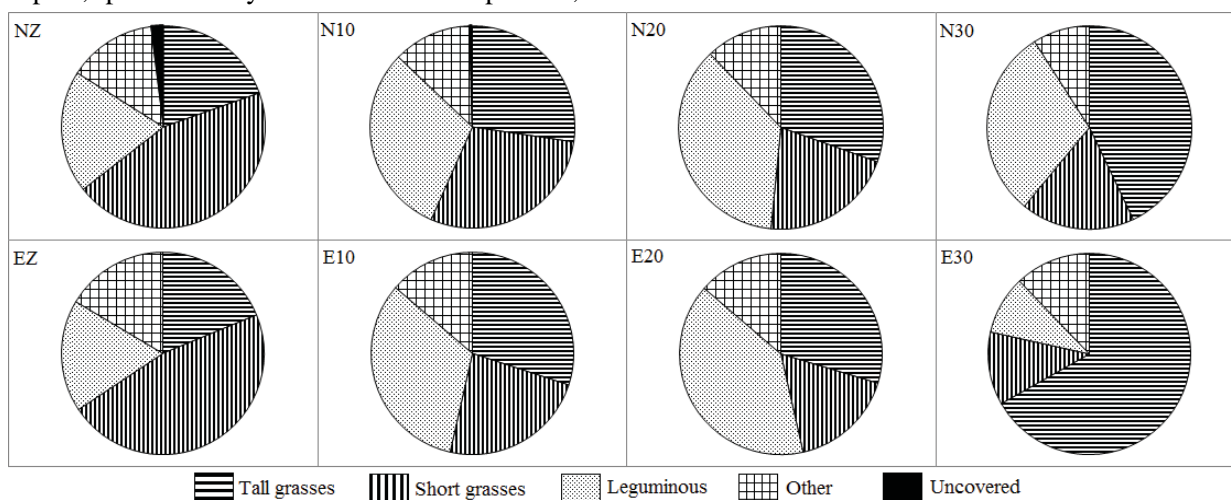 NZ N10 N20 N30
EZ E10 E20 E30
Tall grasses Short grasses Leguminous Other Uncovered